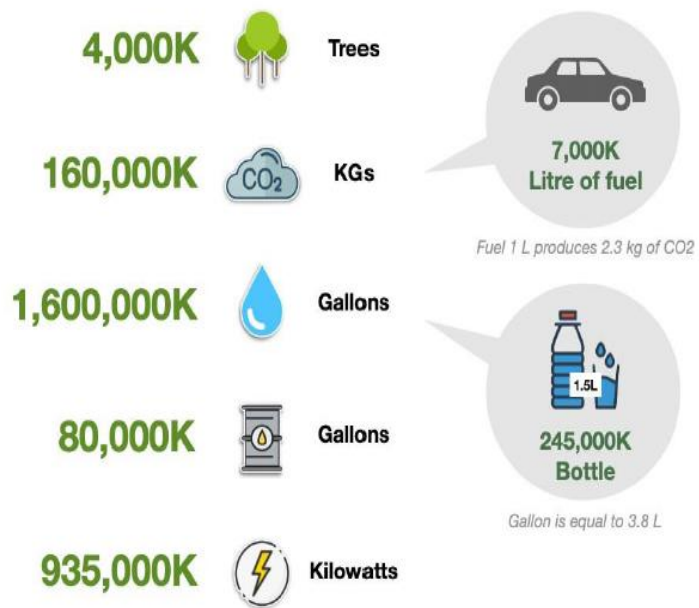 4,000K
Trees
160,000K
CO2
KGs
7,000K
Litre of fuel
Fuel 1 L produces 2.3 kg of CO2
1,600,000K
Gallons
1.5L
245,000K
Bottle
Gallon is equal to 3.8 L
80,000K
Gallons
935,000K
Kilowatts